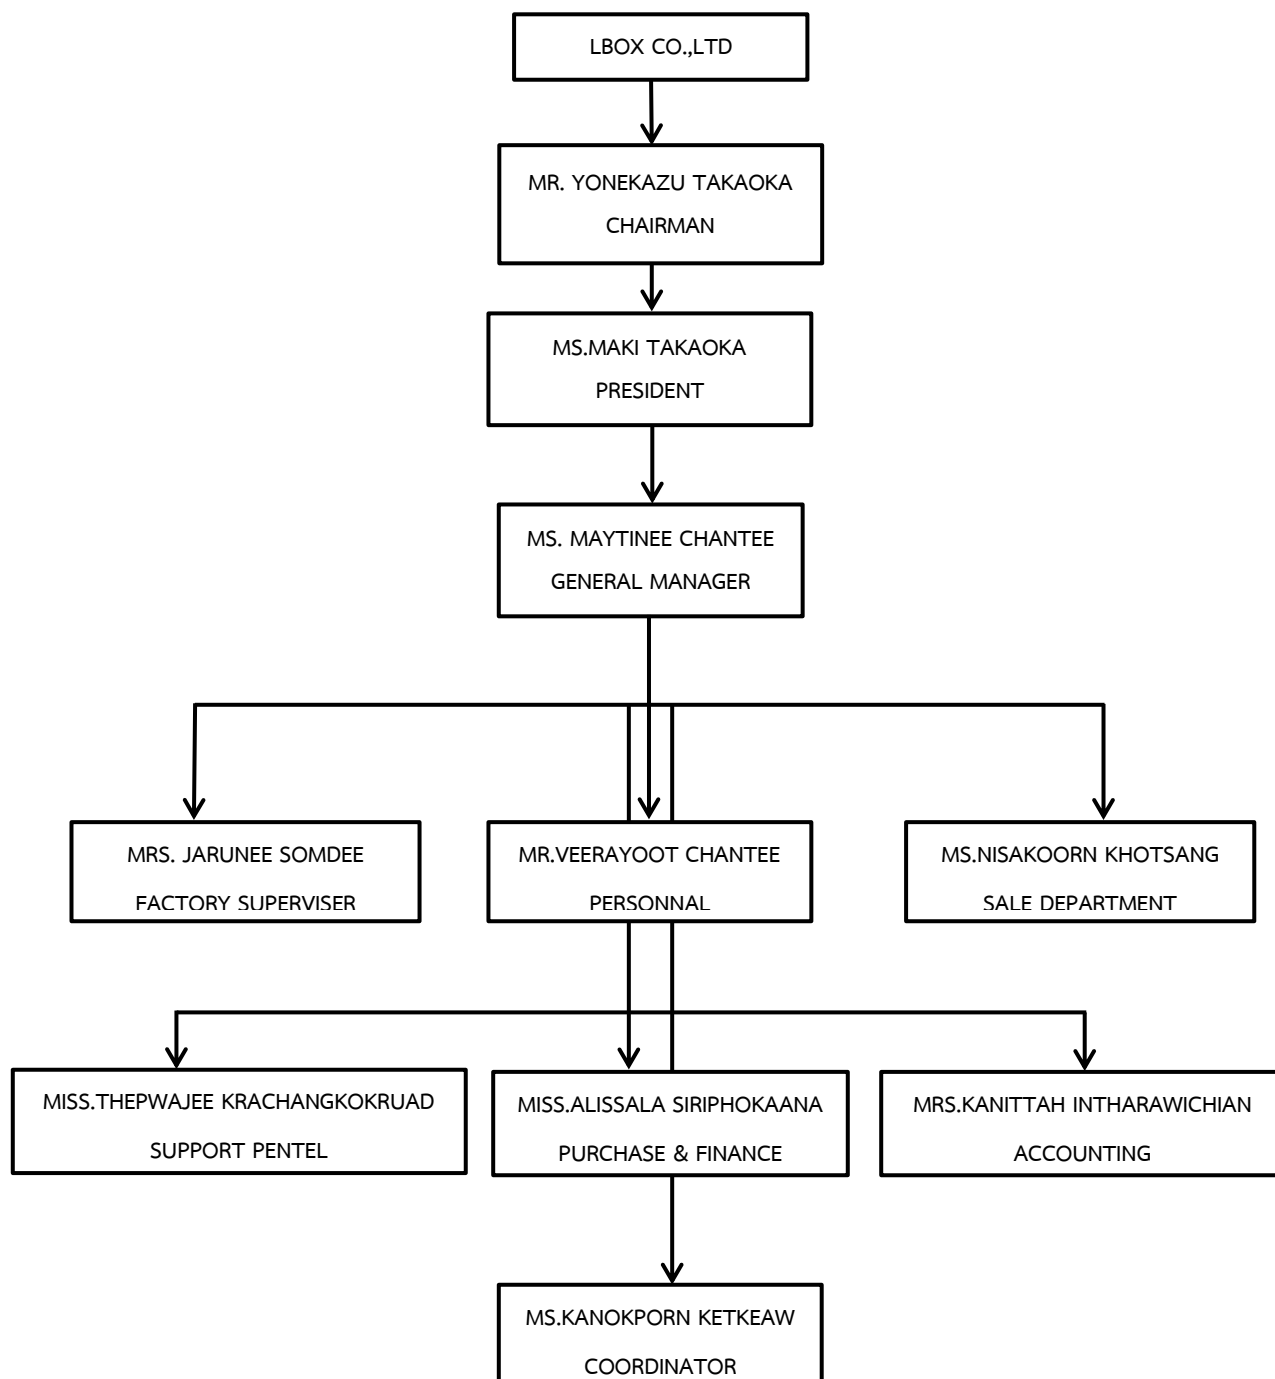 LBOX CO.,LTD
MR. YONEKAZU TAKAOKA
CHAIRMAN
MS.MAKI TAKAOKA
PRESIDENT
MS. MAYTINEE CHANTEE
GENERAL MANAGER
MRS. JARUNEE SOMDEE
FACTORY SUPERVISER
MR.VEERAYOOT CHANTEE
PERSONNAL
MS.NISAKOORN KHOTSANG
SALE DEPARTMENT
MISS.THEPWAJEE KRACHANGKOKRUAD
SUPPORT PENTEL
MISS.ALISSALA SIRIPHOKAANA
PURCHASE & FINANCE
MRS.KANITTAH INTHARAWICHIAN
ACCOUNTING
MS.KANOKPORN KETKEAW
COORDINATOR